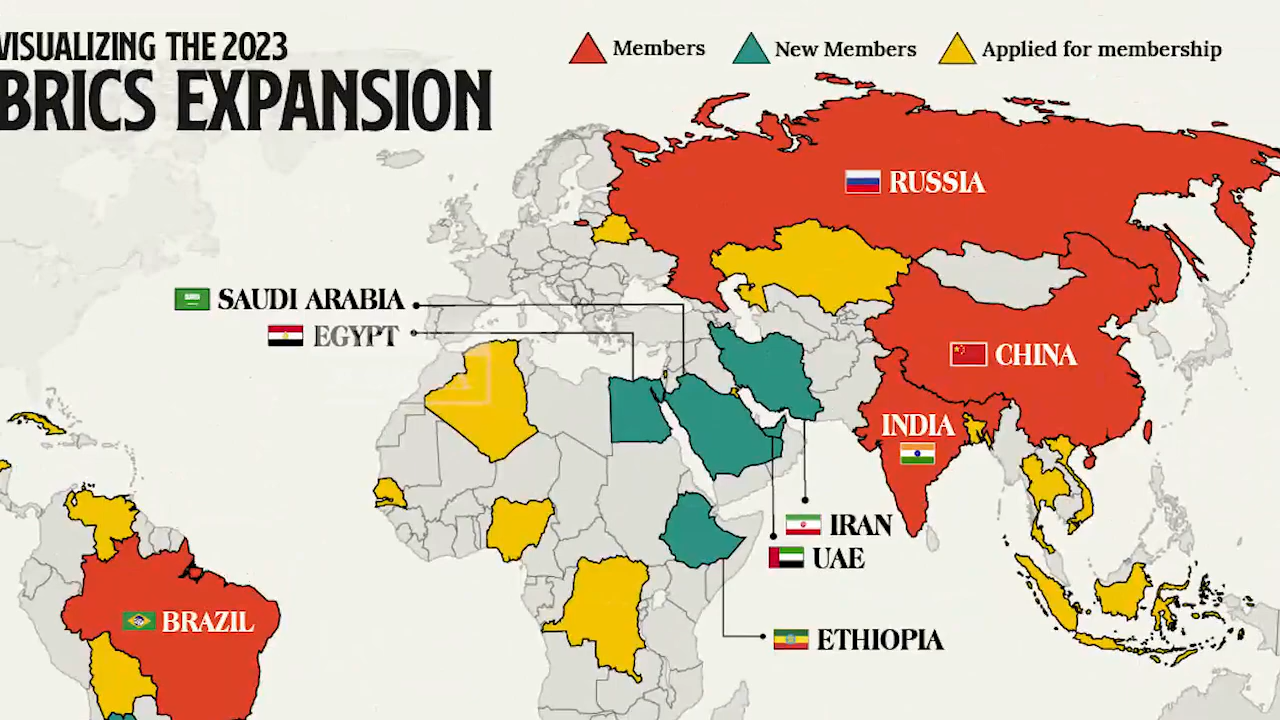 VISUALIZING THE 2023
BRICS EXPANSION
Members
New Members
Applied for membership
RUSSIA
SAUDI ARABIA
EGYPT
CHINA
INDIA
IRAN
UAE
BRAZIL
ETHIOPIA